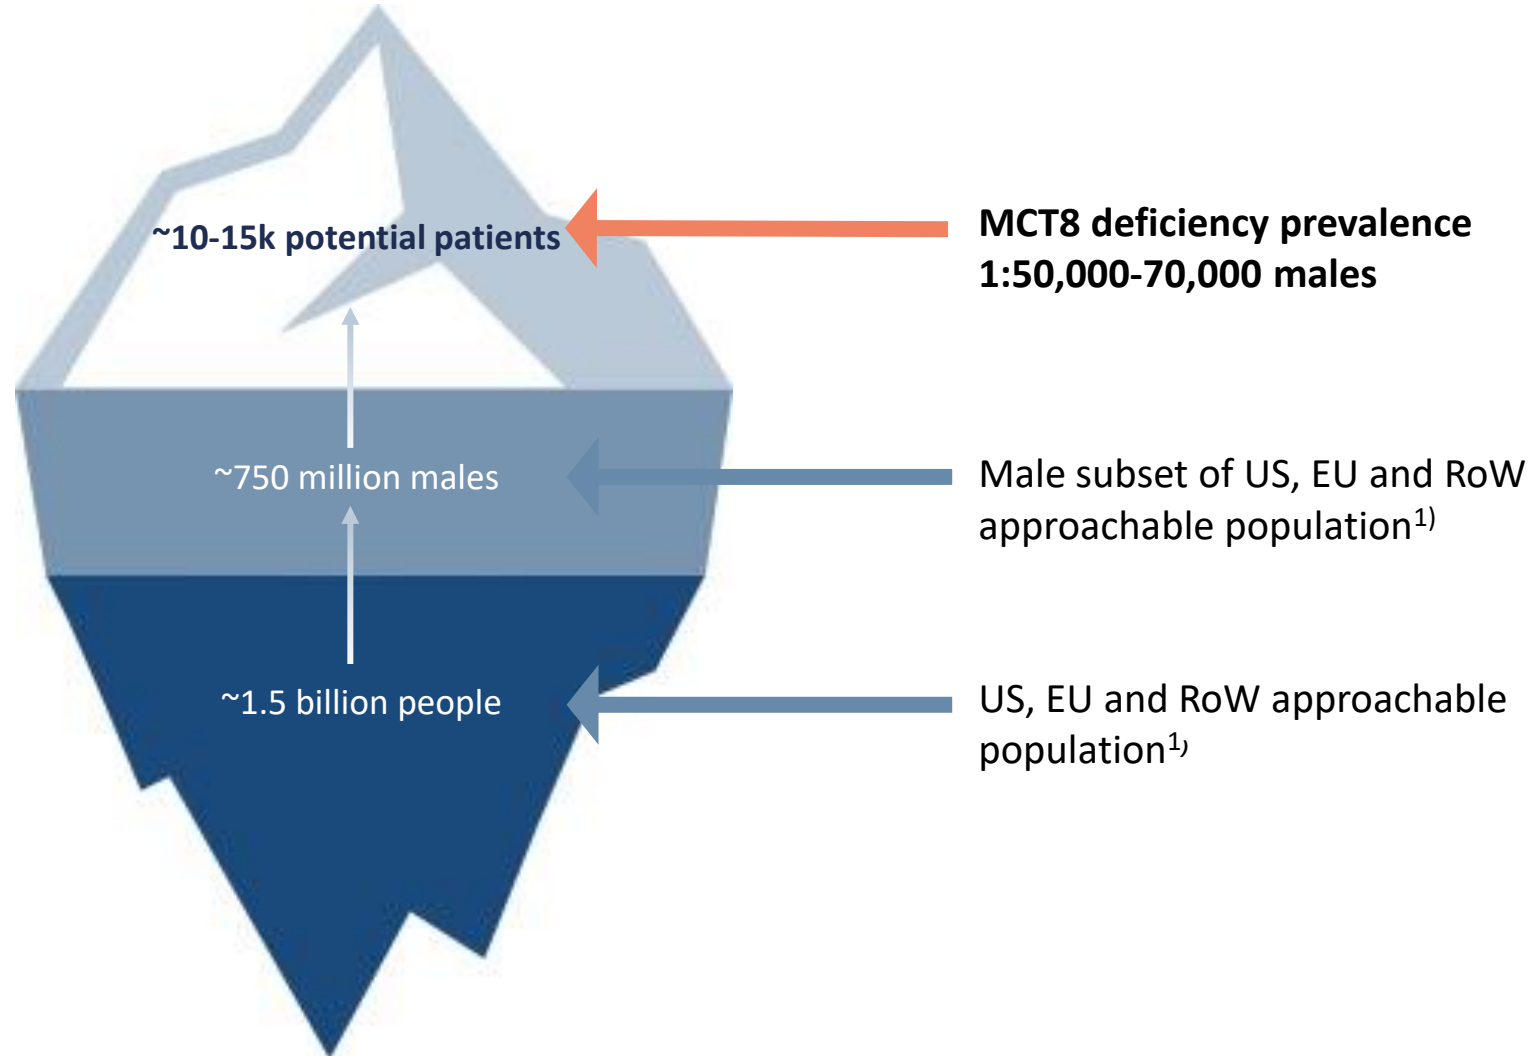 ~10-15k potential patients
MCT8 deficiency prevalence
1:50,000-70,000 males
~750 million males
Male subset of US, EU and RoW
approachable population1)
~1.5 billion people
US, EU and RoW approachable
population1)